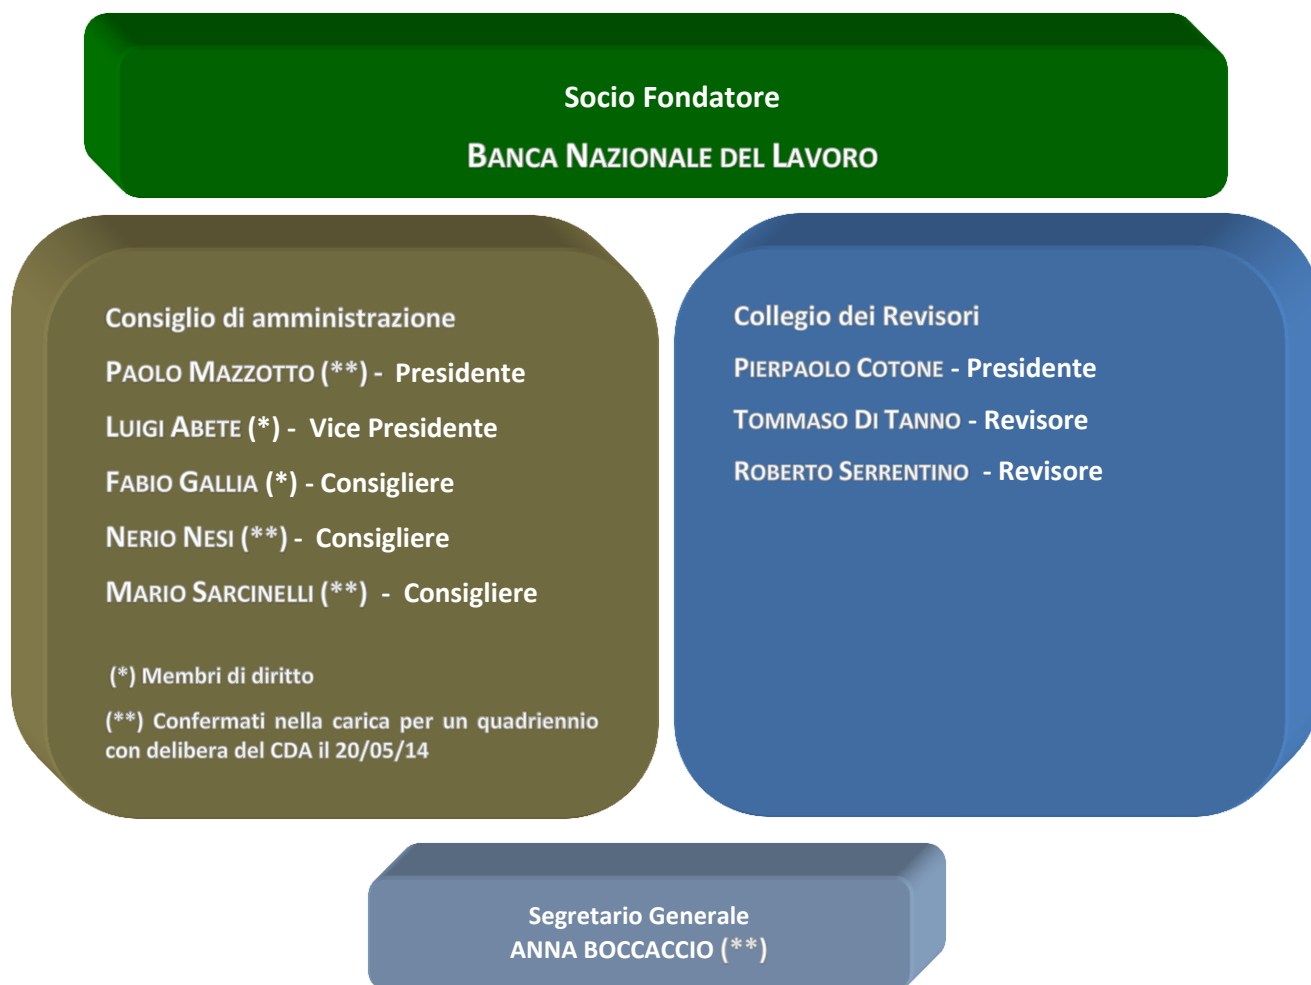 Socio Fondatore
BANCA NAZIONALE DEL LAVORO
Consiglio di amministrazione
PAOLO MAZZOTTO (**) - Presidente
LUIGI ABETE (*) - Vice Presidente
FABIO GALLIA (*) - Consigliere
NERIO NESI (**) - Consigliere
MARIO SARCINELLI (**) - Consigliere
(*) Membri di diritto
(**) Confermati nella carica per un quadriennio
con delibera del CDA il 20/05/14
Collegio dei Revisori
PIERPAOLO COTONE - Presidente
TOMMASO DI TANNO - Revisore
ROBERTO SERRENTINO - Revisore
Segretario Generale
ANNA BOCCACCIO (**)